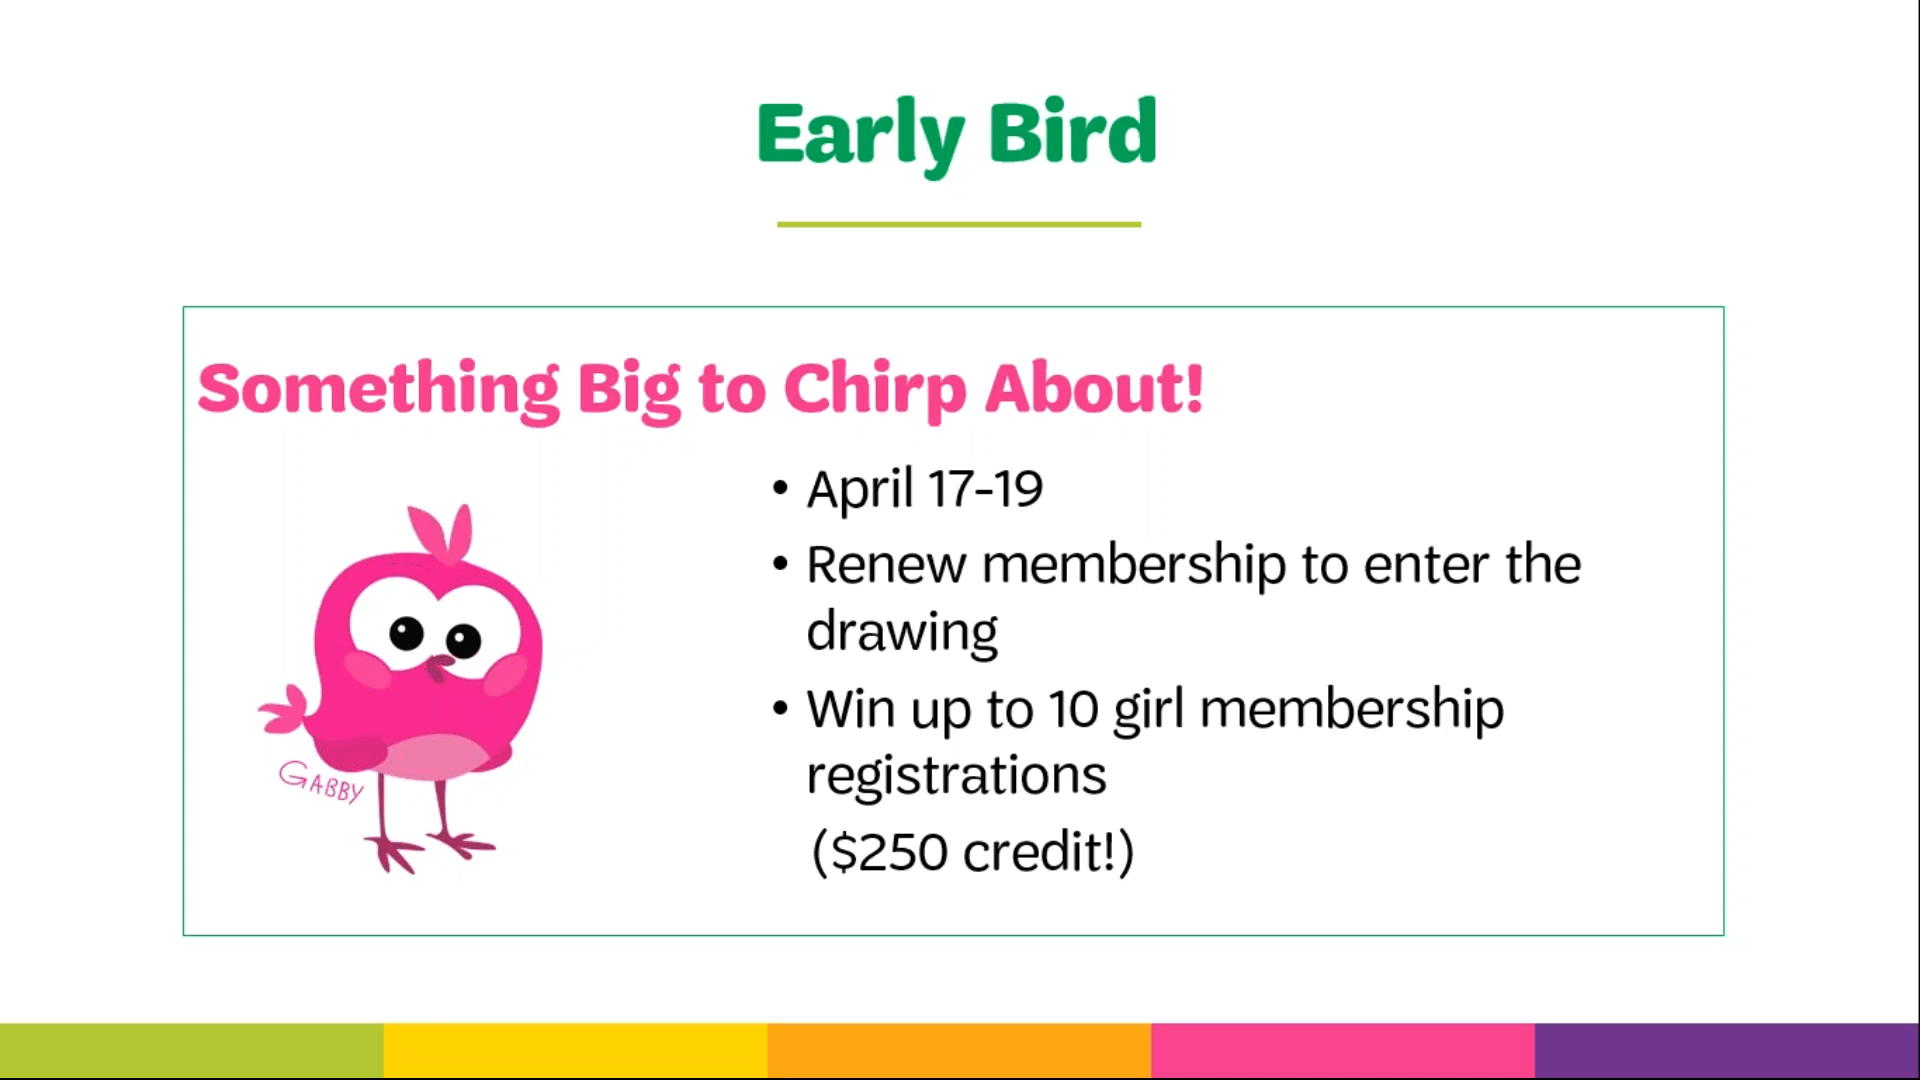 Early Bird
Something Big to Chirp About!
• April 17-19
• Renew membership to enter the
drawing
• Win up to 10 girl membership
registrations
($250 credit!)
GABBY